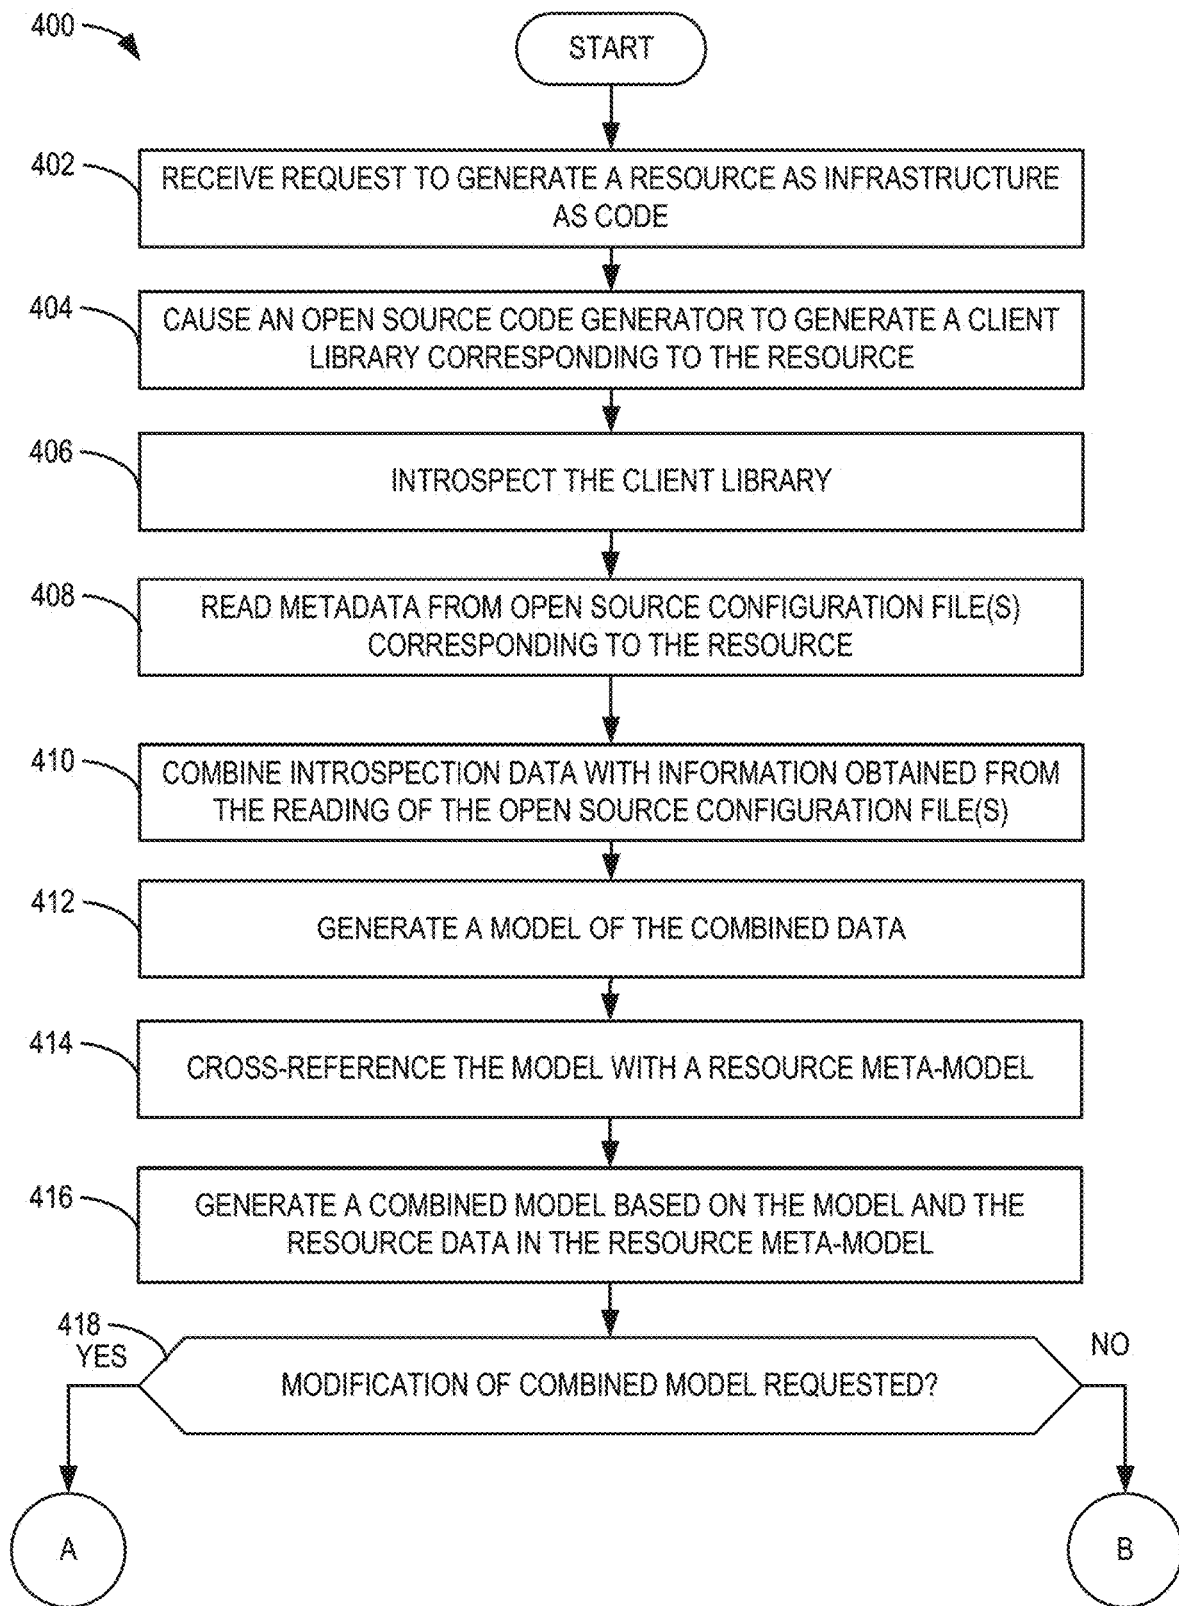 400
START
402
RECEIVE REQUEST TO GENERATE A RESOURCE AS INFRASTRUCTURE
AS CODE
404
CAUSE AN OPEN SOURCE CODE GENERATOR TO GENERATE A CLIENT
LIBRARY CORRESPONDING TO THE RESOURCE
406
INTROSPECT THE CLIENT LIBRARY
408
READ METADATA FROM OPEN SOURCE CONFIGURATION FILE(S)
CORRESPONDING TO THE RESOURCE
410
COMBINE INTROSPECTION DATA WITH INFORMATION OBTAINED FROM
THE READING OF THE OPEN SOURCE CONFIGURATION FILE(S)
412
GENERATE A MODEL OF THE COMBINED DATA
414
CROSS-REFERENCE THE MODEL WITH A RESOURCE META-MODEL
416
GENERATE A COMBINED MODEL BASED ON THE MODEL AND THE
RESOURCE DATA IN THE RESOURCE META-MODEL
418
YES
NO
MODIFICATION OF COMBINED MODEL REQUESTED?
A
B